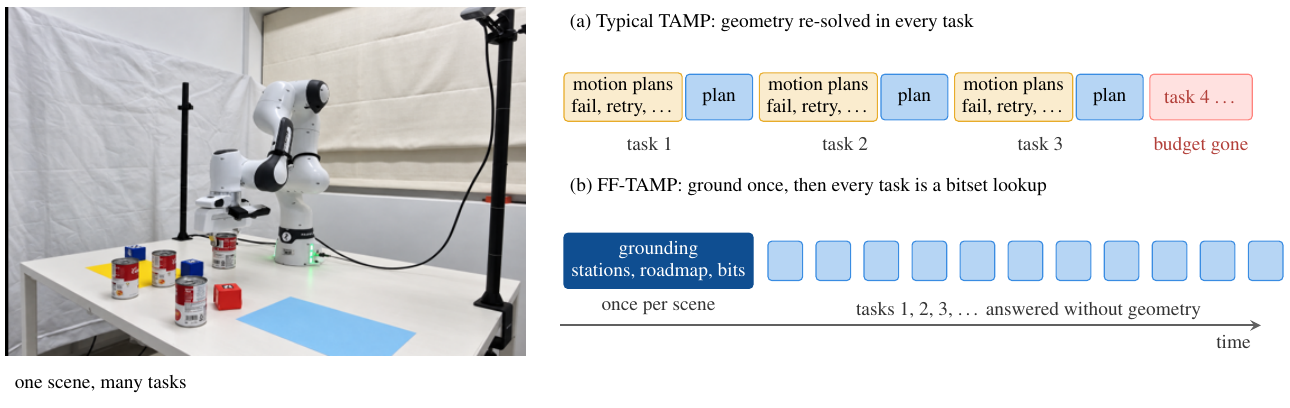 (a) Typical TAMP: geometry re-solved in every task
motion plans
fail, retry, ...
plan
motion plans
fail, retry, ...
plan
motion plans
fail, retry, ...
plan
task 4 ...
task 1
task 2
task 3
budget gone
(b) FF-TAMP: ground once, then every task is a bitset lookup
grounding
stations, roadmap, bits
once per scene
tasks 1, 2, 3, ... answered without geometry
time
one scene, many tasks